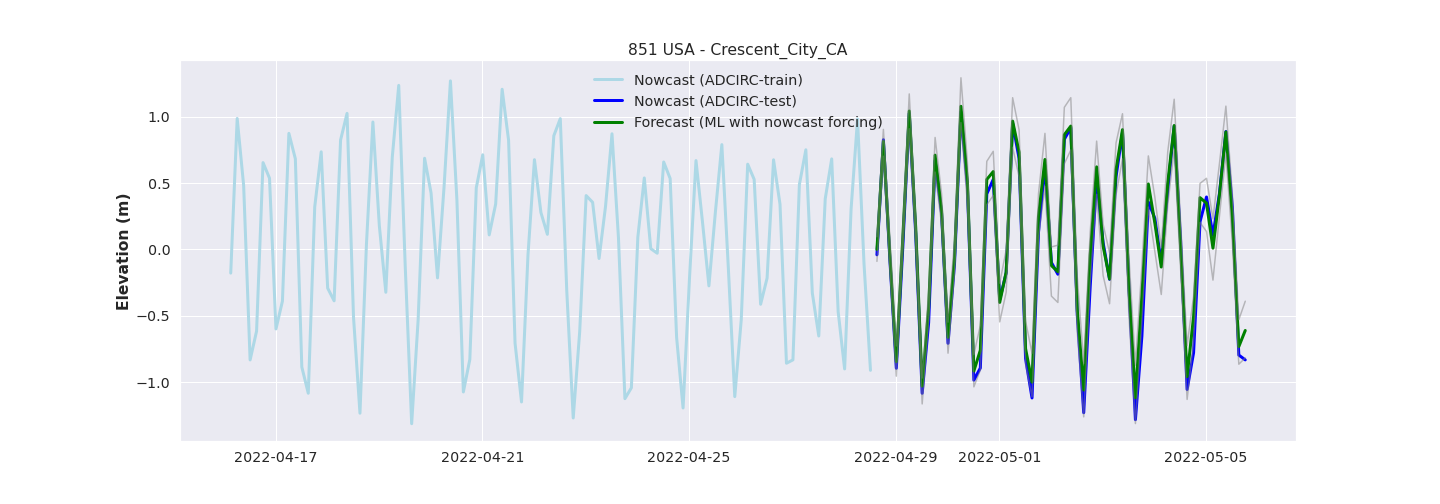 851 USA - Crescent_City_CA
Nowcast (ADCIRC-train)
Nowcast (ADCIRC-test)
Forecast (ML with nowcast forcing)
Elevation (m)
1.0
0.5
0.0
−0.5
−1.0
2022-04-17 2022-04-21 2022-04-25 2022-04-29 2022-05-01 2022-05-05